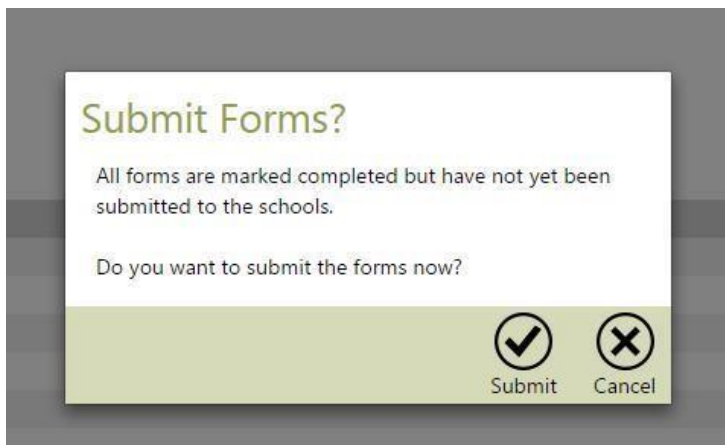 Submit Forms?
All forms are marked completed but have not yet been
submitted to the schools.
Do you want to submit the forms now?
Submit
Cancel